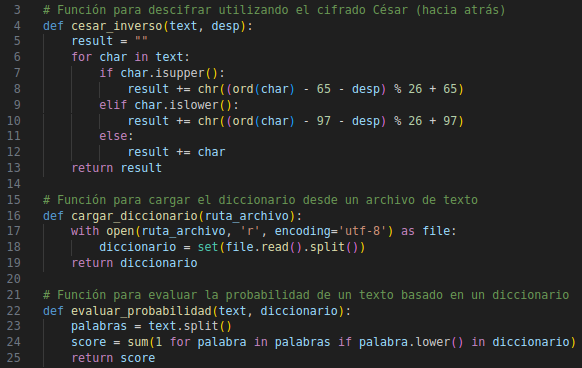 3 # Función para descifrar utilizando el cifrado César (hacia atrás)
4 def cesar_inverso(text, desp):
5     result = ""
6     for char in text:
7         if char.isupper():
8             result += chr((ord(char) - 65 - desp) % 26 + 65)
9         elif char.islower():
10             result += chr((ord(char) - 97 - desp) % 26 + 97)
11         else:
12             result += char
13     return result
14
15 # Función para cargar el diccionario desde un archivo de texto
16 def cargar_diccionario(ruta_archivo):
17     with open(ruta_archivo, 'r', encoding='utf-8') as file:
18         diccionario = set(file.read().split())
19     return diccionario
20
21 # Función para evaluar la probabilidad de un texto basado en un diccionario
22 def evaluar_probabilidad(text, diccionario):
23     palabras = text.split()
24     score = sum(1 for palabra in palabras if palabra.lower() in diccionario)
25     return score